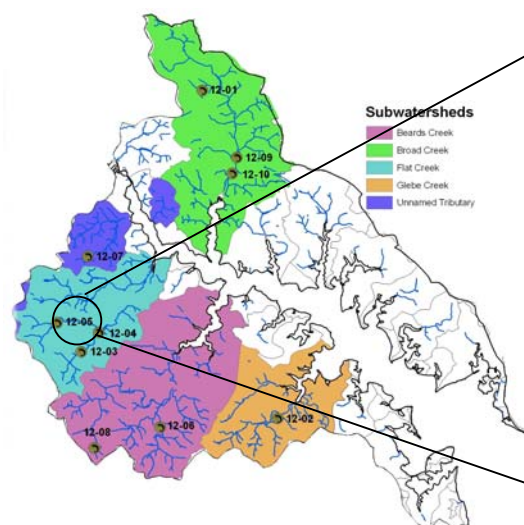 12-01
Subwatersheds
Beards Creek
Broad Creek
Flat Creek
Glebe Creek
Unnamed Tributary
12-09
12-10
12-07
12-05
12-04
12-03
12-02
12-06
12-08